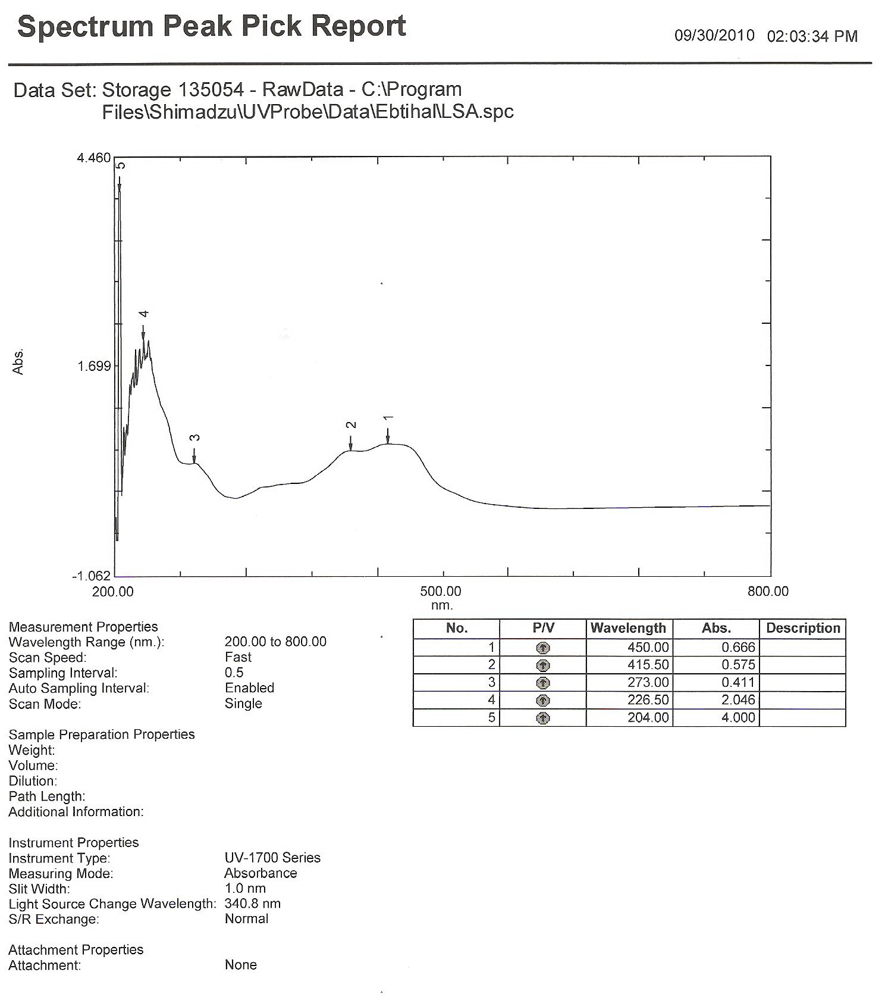 Spectrum Peak Pick Report
09/30/2010 02:03:34 PM
Data Set: Storage 135054 - RawData - C:\Program
Files\Shimadzu\UVProbe\Data\Ebtihal\LSA.spc
4.460
5
4
1.699
Abs.
3
2
1
-1.062
200.00
500.00
800.00
nm.
Measurement Properties
Wavelength Range (nm.): 200.00 to 800.00
Scan Speed: Fast
Sampling Interval: 0.5
Auto Sampling Interval: Enabled
Scan Mode: Single
Sample Preparation Properties
Weight:
Volume:
Dilution:
Path Length:
Additional Information:
Instrument Properties
Instrument Type: UV-1700 Series
Measuring Mode: Absorbance
Slit Width: 1.0 nm
Light Source Change Wavelength: 340.8 nm
S/R Exchange: Normal
Attachment Properties
Attachment: None
No. P/V Wavelength Abs. Description
1 450.00 0.666
2 415.50 0.575
3 273.00 0.411
4 226.50 2.046
5 204.00 4.000